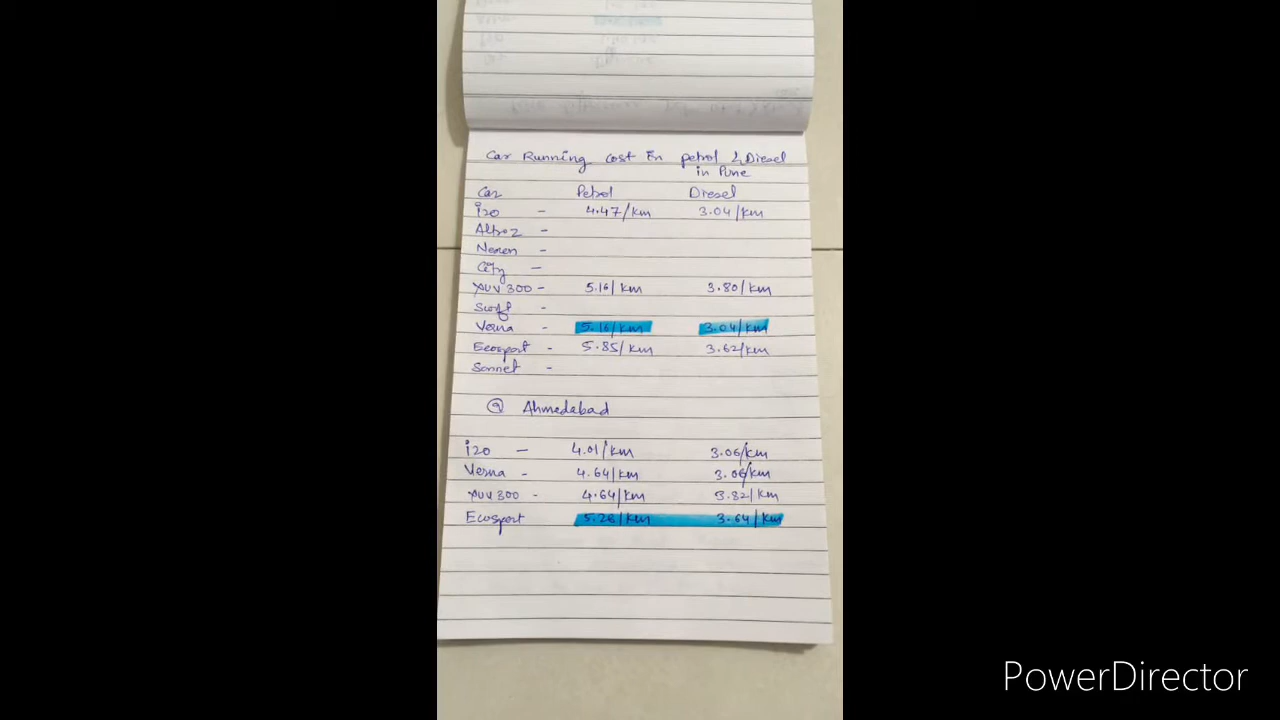 Car Running Cost In petrol & Diesel
in Pune
Car Petrol Diesel
i20 - 4.47/km 3.04/km
Altroz -
Nexon -
City -
XUV 300 - 5.16/km 3.80/km
Swift -
Verna - 5.16/km 3.04/km
Ecosport - 5.85/km 3.62/km
Sonnet -
@ Ahmedabad
i20 - 4.01/km 3.06/km
Verna - 4.64/km 3.06/km
XUV 300 - 4.64/km 3.82/km
Ecosport 5.26/km 3.64/km
PowerDirector